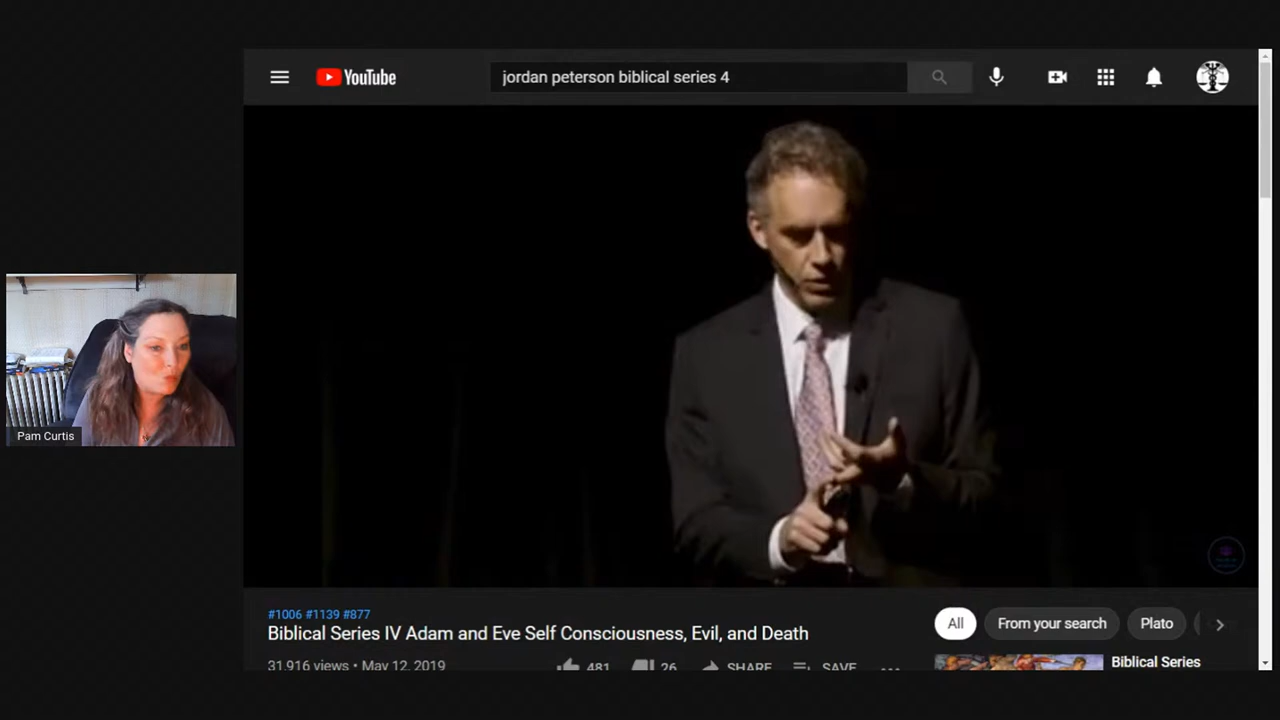 YouTube
jordan peterson biblical series 4
Pam Curtis
#1006 #1139 #877
Biblical Series IV Adam and Eve Self Consciousness, Evil, and Death
All
From your search
Plato
31,916 views • May 12, 2019
481
26
SHARE
SAVE
Biblical Series